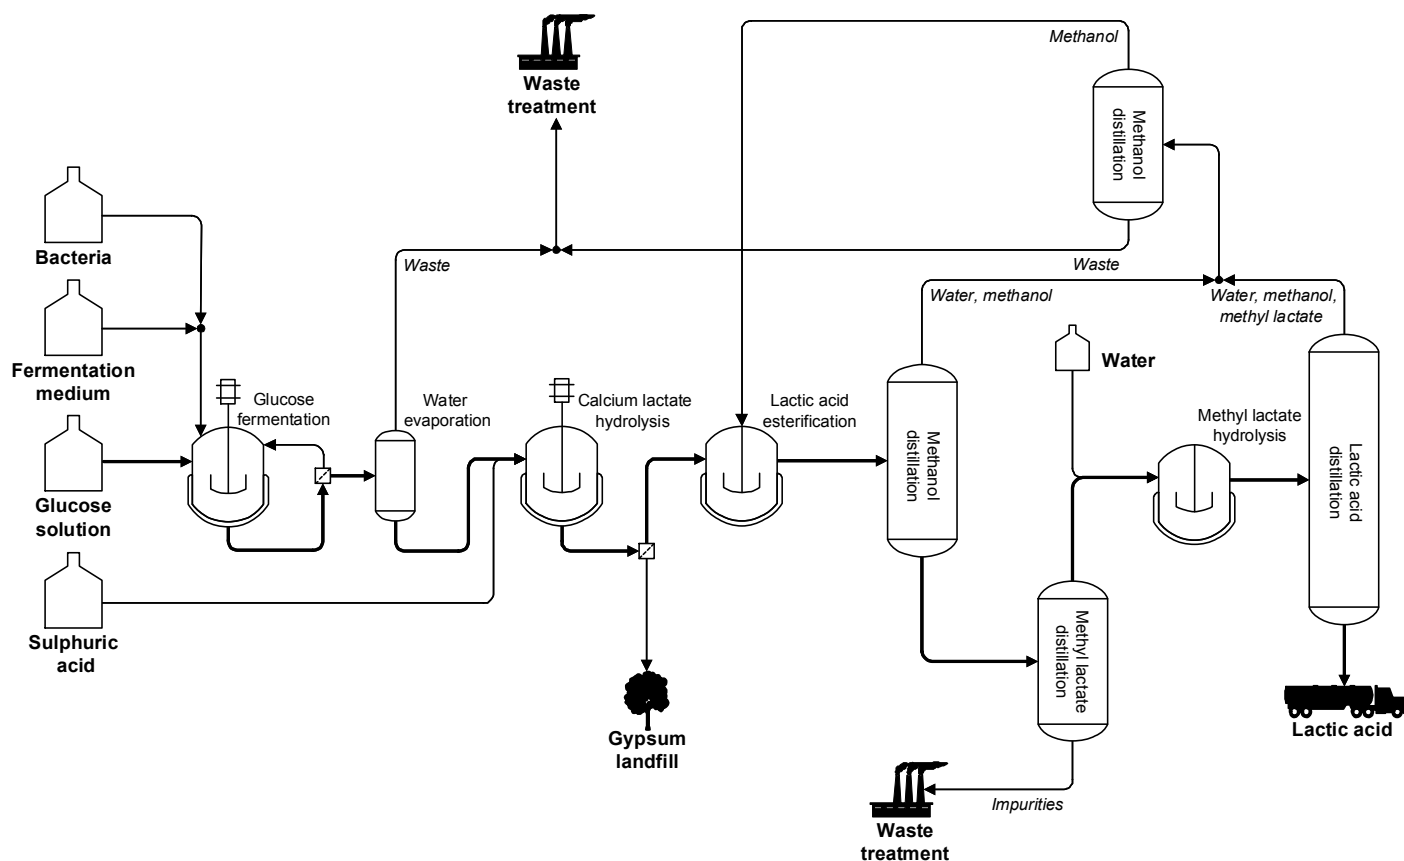 Methanol
Waste
treatment
Methanol
distillation
Bacteria
Waste
Waste
Water, methanol
Water, methanol,
methyl lactate
Fermentation
medium
Water
Glucose
fermentation
Water
evaporation
Calcium lactate
hydrolysis
Lactic acid
esterification
Methyl lactate
hydrolysis
Methanol
distillation
Lactic acid
distillation
Glucose
solution
Sulphuric
acid
Methyl lactate
distillation
Gypsum
landfill
Lactic acid
Impurities
Waste
treatment